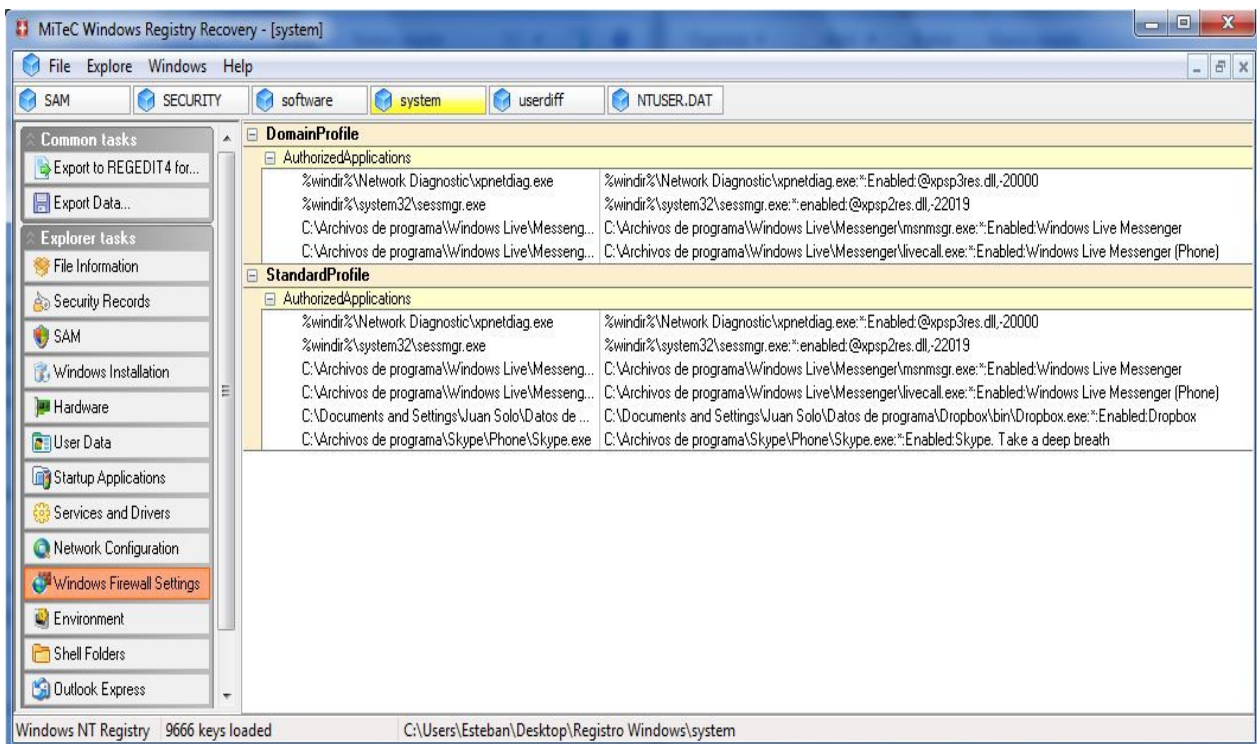 MiTeC Windows Registry Recovery - [system]
File Explore Windows Help
SAM SECURITY software system userdiff NTUSER.DAT
Common tasks
Export to REGEDIT4 for...
Export Data...
Explorer tasks
File Information
Security Records
SAM
Windows Installation
Hardware
User Data
Startup Applications
Services and Drivers
Network Configuration
Windows Firewall Settings
Environment
Shell Folders
Outlook Express
DomainProfile
AuthorizedApplications
%windir%\Network Diagnostic\xpnetdiag.exe %windir%\Network Diagnostic\xpnetdiag.exe:*:Enabled:@xpsp3res.dll,-20000
%windir%\system32\sessmgr.exe %windir%\system32\sessmgr.exe:*:enabled:@xpsp2res.dll,-22019
C:\Archivos de programa\Windows Live\Messeng... C:\Archivos de programa\Windows Live\Messenger\msnmsgr.exe:*:Enabled:Windows Live Messenger
C:\Archivos de programa\Windows Live\Messeng... C:\Archivos de programa\Windows Live\Messenger\livecall.exe:*:Enabled:Windows Live Messenger (Phone)
StandardProfile
AuthorizedApplications
%windir%\Network Diagnostic\xpnetdiag.exe %windir%\Network Diagnostic\xpnetdiag.exe:*:Enabled:@xpsp3res.dll,-20000
%windir%\system32\sessmgr.exe %windir%\system32\sessmgr.exe:*:enabled:@xpsp2res.dll,-22019
C:\Archivos de programa\Windows Live\Messeng... C:\Archivos de programa\Windows Live\Messenger\msnmsgr.exe:*:Enabled:Windows Live Messenger
C:\Archivos de programa\Windows Live\Messeng... C:\Archivos de programa\Windows Live\Messenger\livecall.exe:*:Enabled:Windows Live Messenger (Phone)
C:\Documents and Settings\Juan Solo\Datos de ... C:\Documents and Settings\Juan Solo\Datos de programa\Dropbox\bin\Dropbox.exe:*:Enabled:Dropbox
C:\Archivos de programa\Skype\Phone\Skype.exe C:\Archivos de programa\Skype\Phone\Skype.exe:*:Enabled:Skype. Take a deep breath
Windows NT Registry 9666 keys loaded C:\Users\Esteban\Desktop\Registro Windows\system